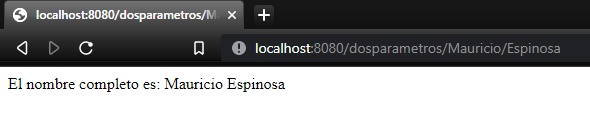 localhost:8080/dosparametros/M
localhost:8080/dosparametros/Mauricio/Espinosa
El nombre completo es: Mauricio Espinosa